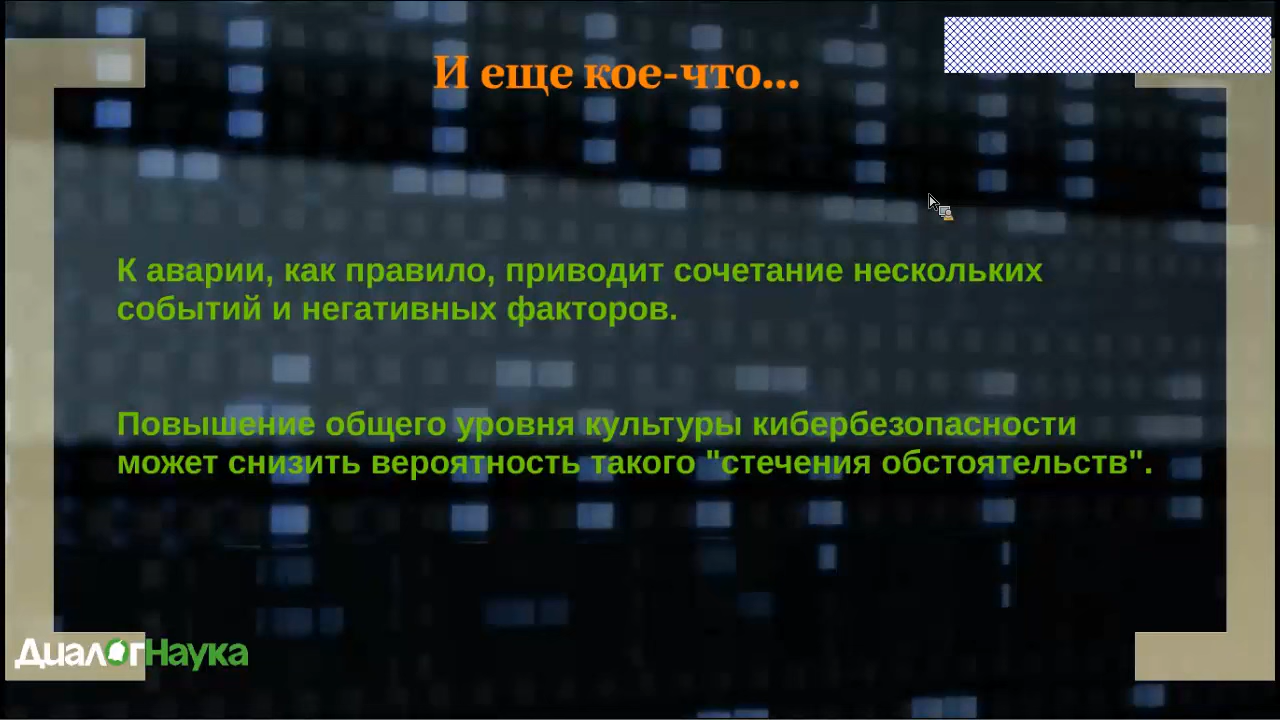 И еще кое-что...
К аварии, как правило, приводит сочетание нескольких
событий и негативных факторов.
Повышение общего уровня культуры кибербезопасности
может снизить вероятность такого "стечения обстоятельств".
ДиалогНаука